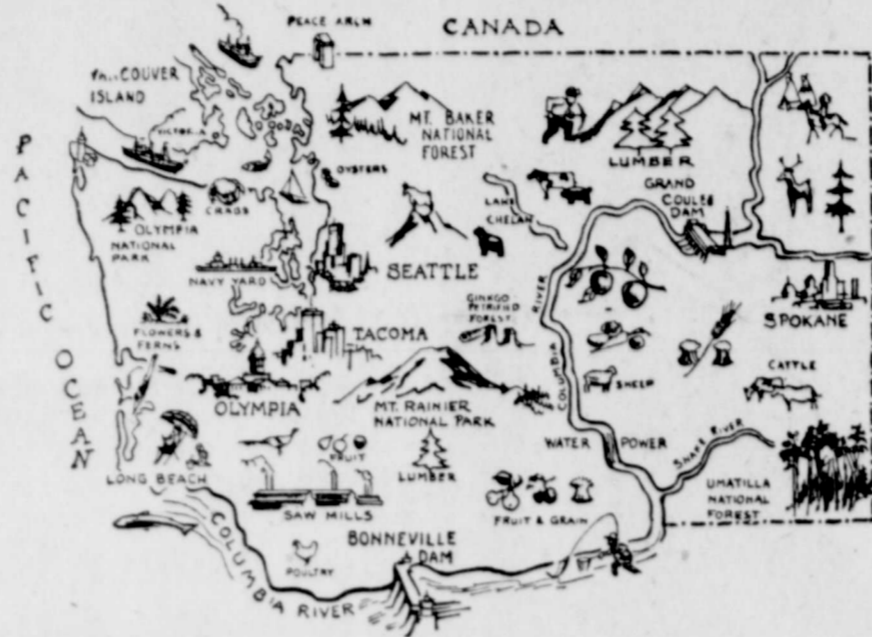 PEACE ARCH
CANADA
COUVER
ISLAND
PACIFIC OCEAN
MT. BAKER
NATIONAL
FOREST
LUMBER
OYSTERS
CRABS
LAKE
CHELAN
GRAND
COULEE
DAM
OLYMPIA
NATIONAL
PARK
NAVY YARD
SEATTLE
GINKGO
PETRIFIED
FOREST
SPOKANE
FLOWERS &
FERNS
TACOMA
COLUMBIA RIVER
SHEEP
CATTLE
OLYMPIA
MT. RAINIER
NATIONAL PARK
WATER POWER
SNAKE RIVER
LONG BEACH
FRUIT
LUMBER
SAW MILLS
FRUIT & GRAIN
UMATILLA
NATIONAL
FOREST
BONNEVILLE
DAM
POULTRY
COLUMBIA RIVER